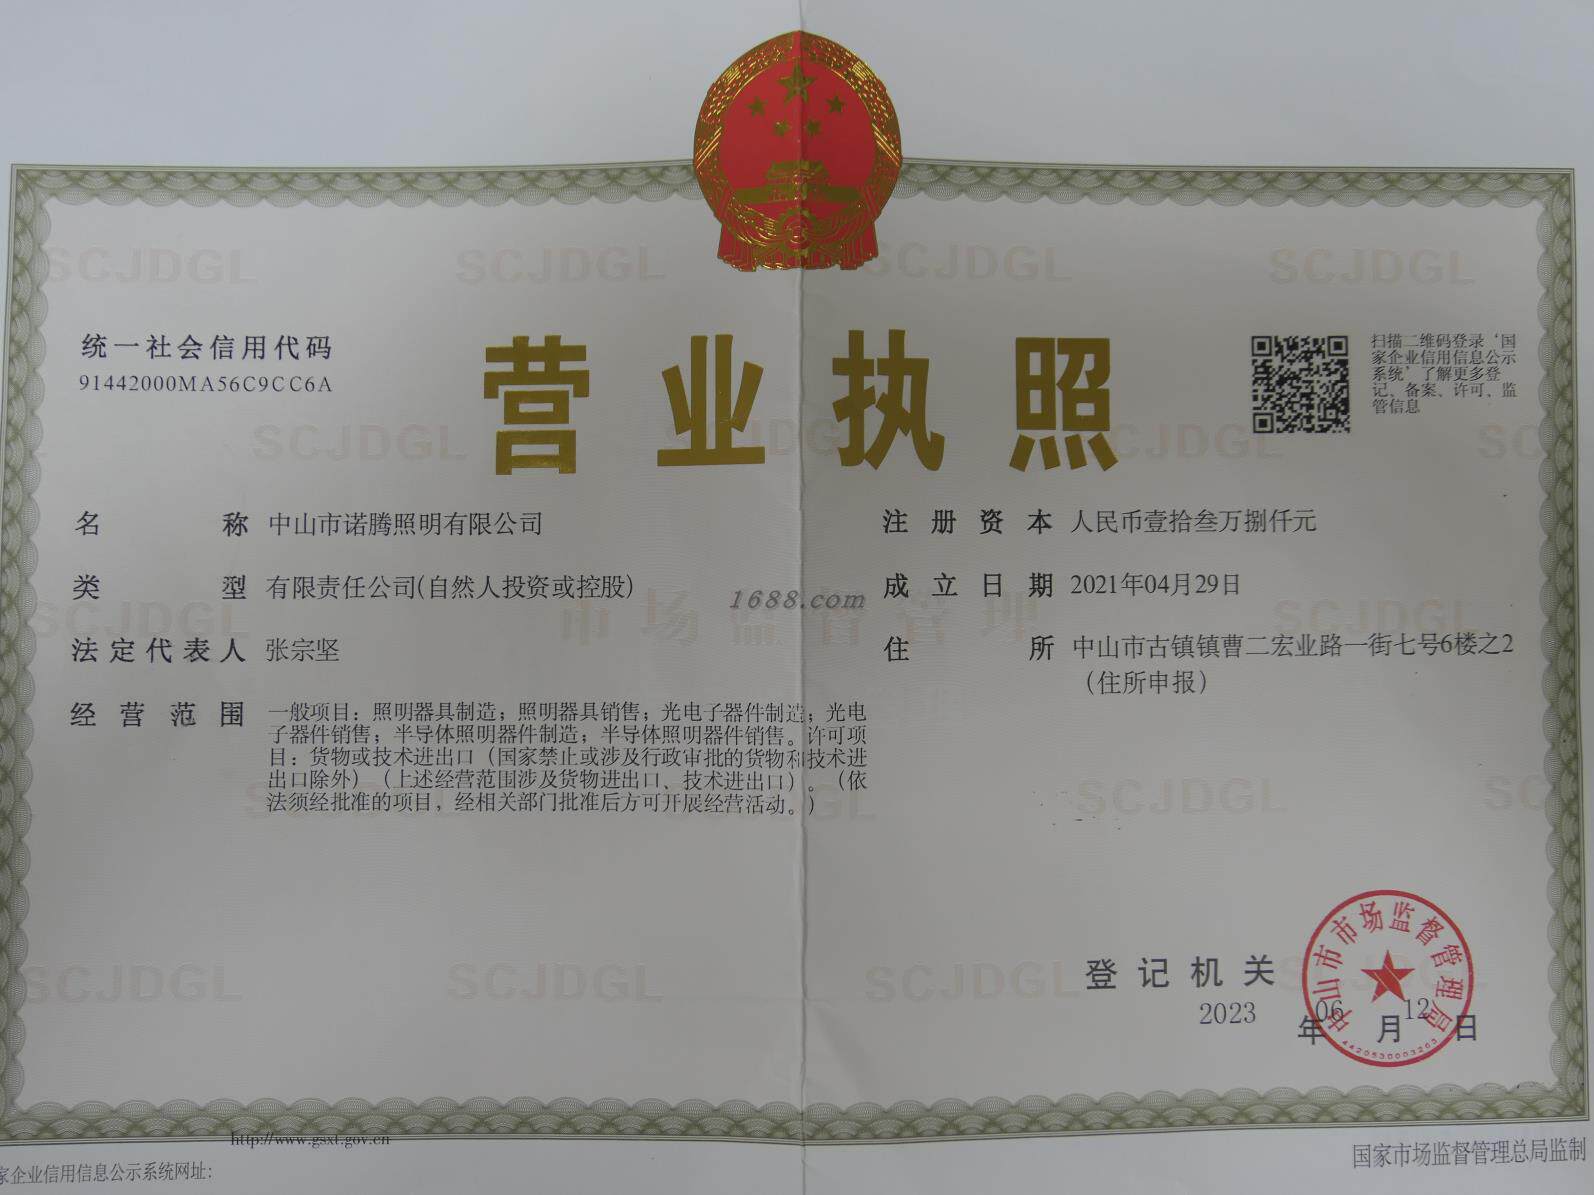 统一社会信用代码
91442000MA56C9CC6A
营业执照
扫描二维码登录‘国
家企业信用信息公示
系统’了解更多登
记、备案、许可、监
管信息
名称 中山市诺腾照明有限公司
类型 有限责任公司(自然人投资或控股)
法定代表人 张宗坚
经营范围 一般项目：照明器具制造；照明器具销售；光电子器件制造；光电
子器件销售；半导体照明器件制造；半导体照明器件销售。许可项
目：货物或技术进出口（国家禁止或涉及行政审批的货物和技术进
出口除外）（上述经营范围涉及货物进出口、技术进出口）。（依
法须经批准的项目，经相关部门批准后方可开展经营活动。）
注册资本 人民币壹拾叁万捌仟元
成立日期 2021年04月29日
住所 中山市古镇镇曹二宏业路一街七号6楼之2
（住所申报）
1688.com
市场监督管理
SCJDGL
登记机关
2023年06月12日
中山市市场监督管理局
4420530003263
http://www.gsxt.gov.cn
家企业信用信息公示系统网址:
国家市场监督管理总局监制